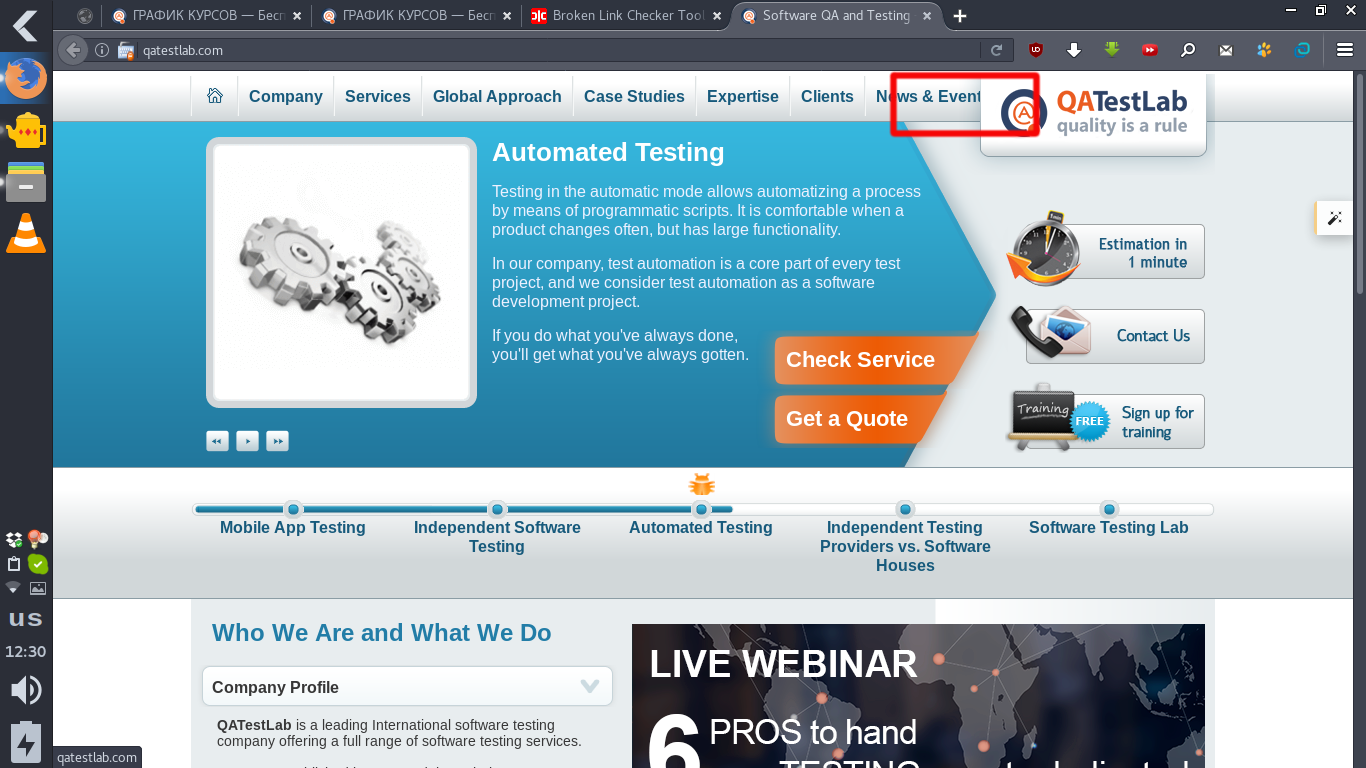 ГРАФИК КУРСОВ — Бесп
ГРАФИК КУРСОВ — Бесп
Broken Link Checker Tool
Software QA and Testing
qatestlab.com
Company
Services
Global Approach
Case Studies
Expertise
Clients
News & Event
QATestLab
quality is a rule
Automated Testing
Testing in the automatic mode allows automatizing a process
by means of programmatic scripts. It is comfortable when a
product changes often, but has large functionality.
In our company, test automation is a core part of every test
project, and we consider test automation as a software
development project.
If you do what you've always done,
you'll get what you've always gotten.
Check Service
Get a Quote
Estimation in
1 minute
Contact Us
Training
FREE
Sign up for
training
Mobile App Testing
Independent Software
Testing
Automated Testing
Independent Testing
Providers vs. Software
Houses
Software Testing Lab
Who We Are and What We Do
Company Profile
QATestLab is a leading International software testing
company offering a full range of software testing services.
LIVE WEBINAR
6 PROS to hand
TESTING
us
12:30
qatestlab.com